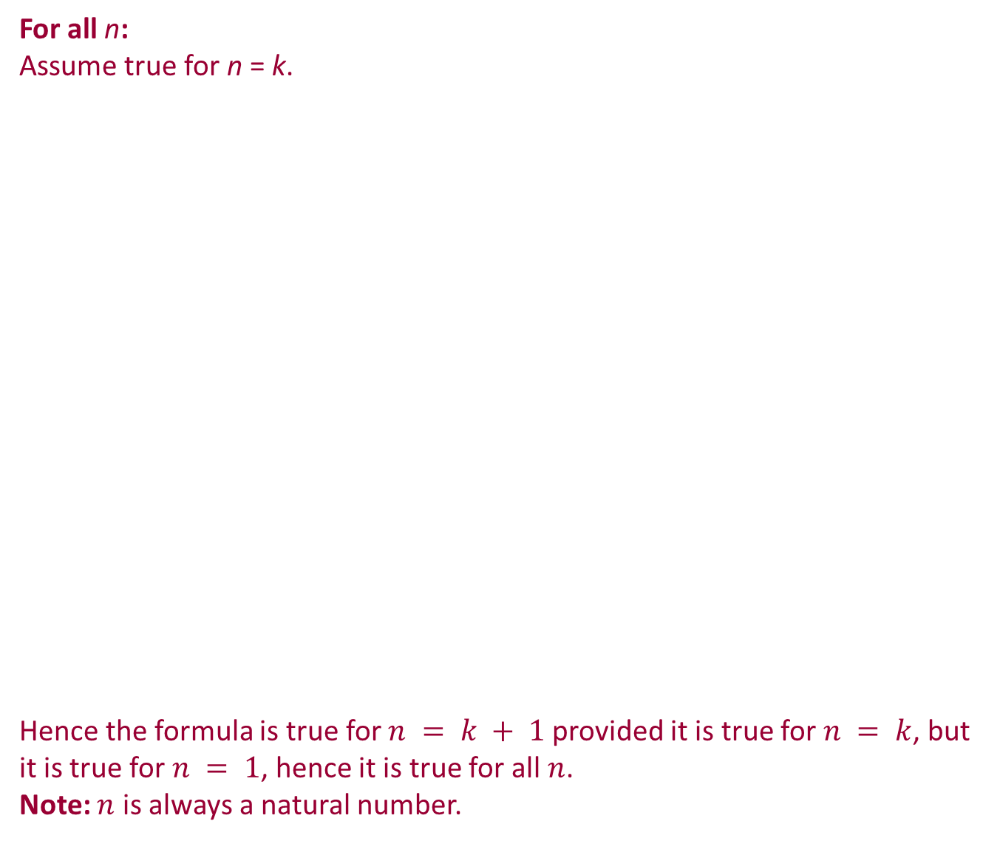 For all n:
Assume true for n = k.
Hence the formula is true for n = k + 1 provided it is true for n = k, but
it is true for n = 1, hence it is true for all n.
Note: n is always a natural number.